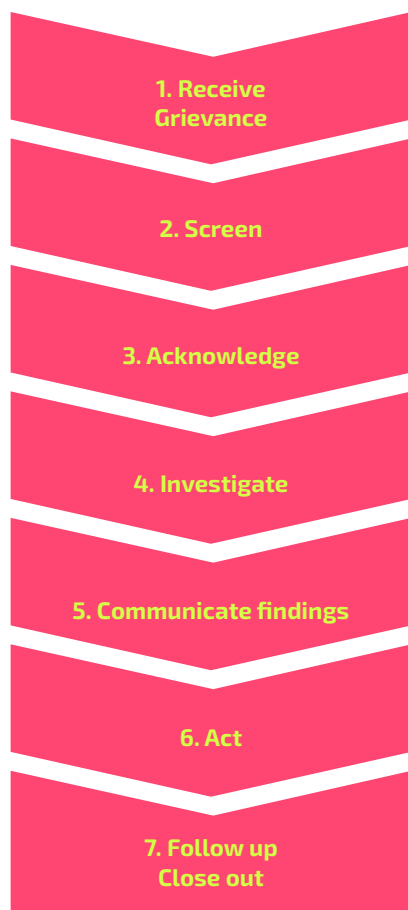 1. Receive
Grievance
2. Screen
3. Acknowledge
4. Investigate
5. Communicate findings
6. Act
7. Follow up
Close out